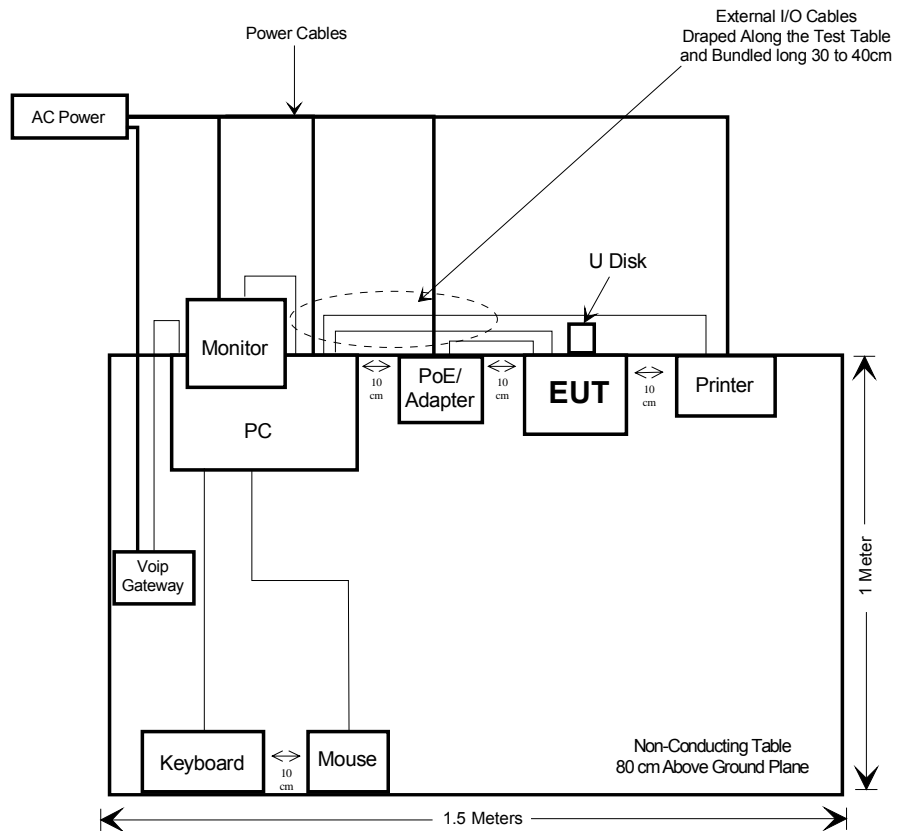 External I/O Cables
Draped Along the Test Table
and Bundled long 30 to 40cm
Power Cables
AC Power
U Disk
Monitor
PC
10
cm
PoE/
Adapter
10
cm
EUT
10
cm
Printer
Voip
Gateway
1 Meter
Keyboard
10
cm
Mouse
Non-Conducting Table
80 cm Above Ground Plane
1.5 Meters